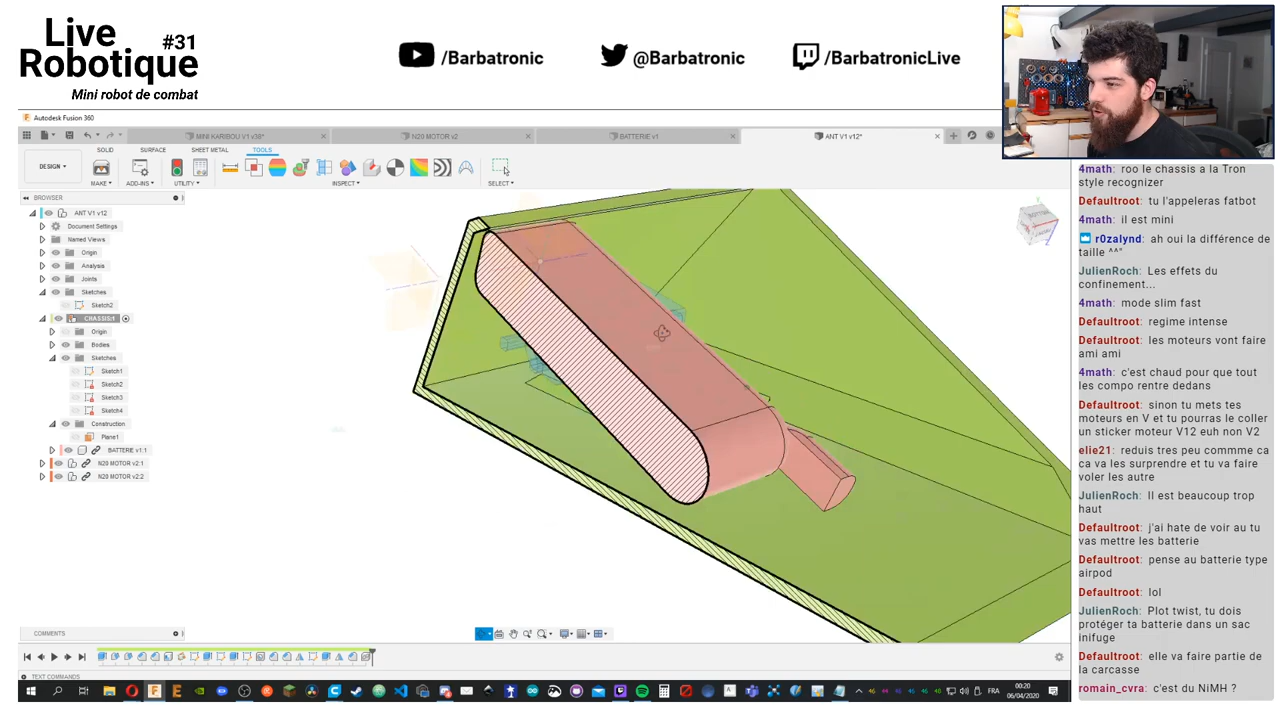 Live
Robotique #31
Mini robot de combat
/Barbatronic
@Barbatronic
/BarbatronicLive
Autodesk Fusion 360
MINI KARIBOU V1 v38*
N20 MOTOR v2
BATTERIE v1
ANT V1 v12*
SOLID
SURFACE
SHEET METAL
TOOLS
DESIGN
MAKE
ADD-INS
UTILITY
INSPECT
SELECT
BROWSER
ANT V1 v12
Document Settings
Named Views
Origin
Analysis
Joints
Sketches
Sketch2
CHASSIS:1
Origin
Bodies
Sketches
Sketch1
Sketch2
Sketch3
Sketch4
Construction
Plane1
BATTERIE v1:1
N20 MOTOR v2:1
N20 MOTOR v2:2
BOTTOM
COMMENTS
TEXT COMMANDS
4math: roo le chassis a la Tron
style recognizer
Defaultroot: tu l'appeleras fatbot
4math: il est mini
r0zalynd: ah oui la différence de
taille ^^"
JulienRoch: Les effets du
confinement...
4math: mode slim fast
Defaultroot: regime intense
Defaultroot: les moteurs vont faire
ami ami
4math: c'est chaud pour que tout
les compo rentre dedans
Defaultroot: sinon tu mets tes
moteurs en V et tu pourras le coller
un sticker moteur V12 euh non V2
elie21: reduis tres peu commme ca
ca va les surprendre et tu va faire
voler les autre
JulienRoch: Il est beaucoup trop
haut
Defaultroot: j'ai hate de voir au tu
vas mettre les batterie
Defaultroot: pense au batterie type
airpod
Defaultroot: lol
JulienRoch: Plot twist, tu dois
protéger ta batterie dans un sac
inifuge
Defaultroot: elle va faire partie de
la carcasse
romain_cvra: c'est du NiMH ?
FRA
00:20
06/04/2020